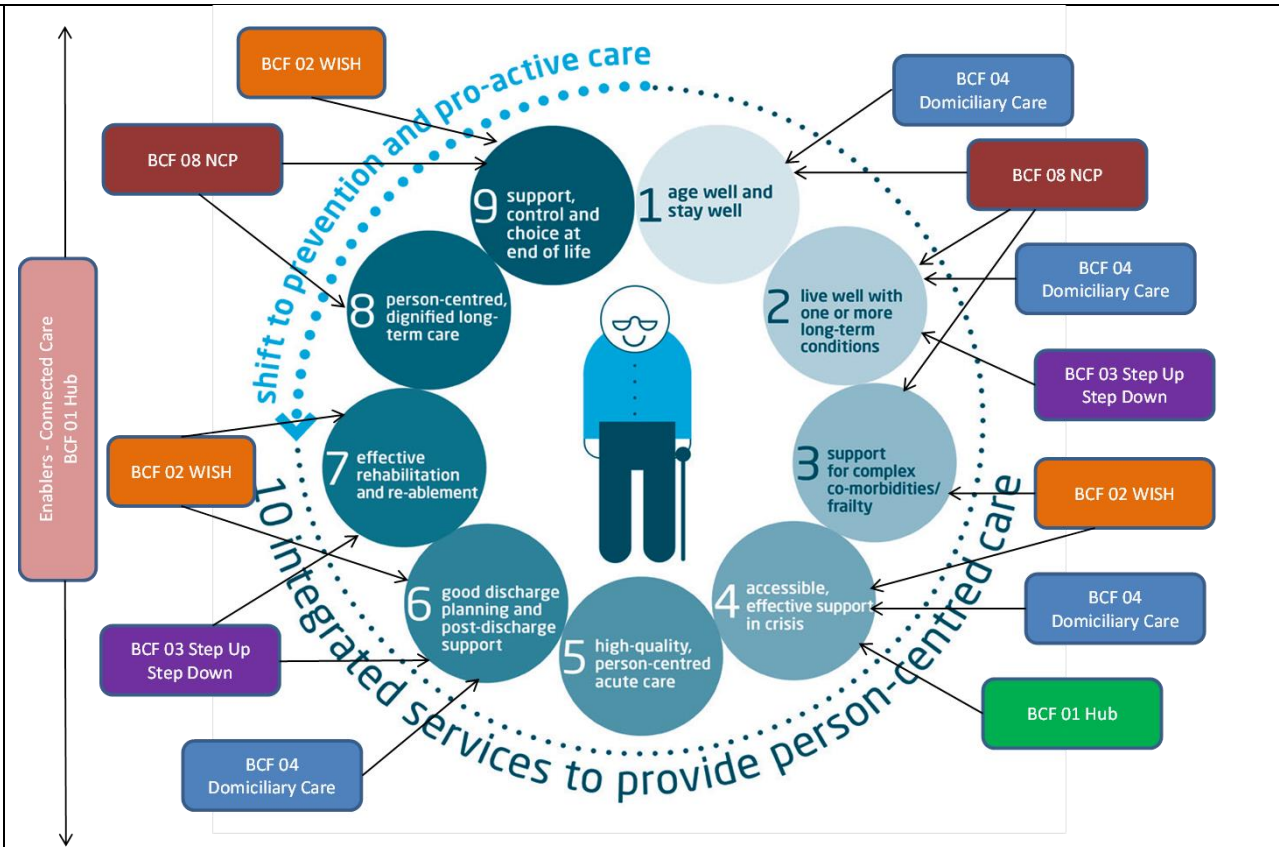 BCF 02 WISH
BCF 08 NCP
Enablers - Connected Care
BCF 01 Hub
BCF 02 WISH
BCF 03 Step Up
Step Down
BCF 04
Domiciliary Care
shift to prevention and pro-active care
1 age well and
stay well
2 live well with
one or more
long-term
conditions
3 support
for complex
co-morbidities/
frailty
4 accessible,
effective support
in crisis
5 high-quality,
person-centred
acute care
6 good discharge
planning and
post-discharge
support
7 effective
rehabilitation
and re-ablement
8 person-centred,
dignified long-
term care
9 support,
control and
choice at
end of life
10 integrated services to provide person-centred care
BCF 04
Domiciliary Care
BCF 08 NCP
BCF 04
Domiciliary Care
BCF 03 Step Up
Step Down
BCF 02 WISH
BCF 04
Domiciliary Care
BCF 01 Hub